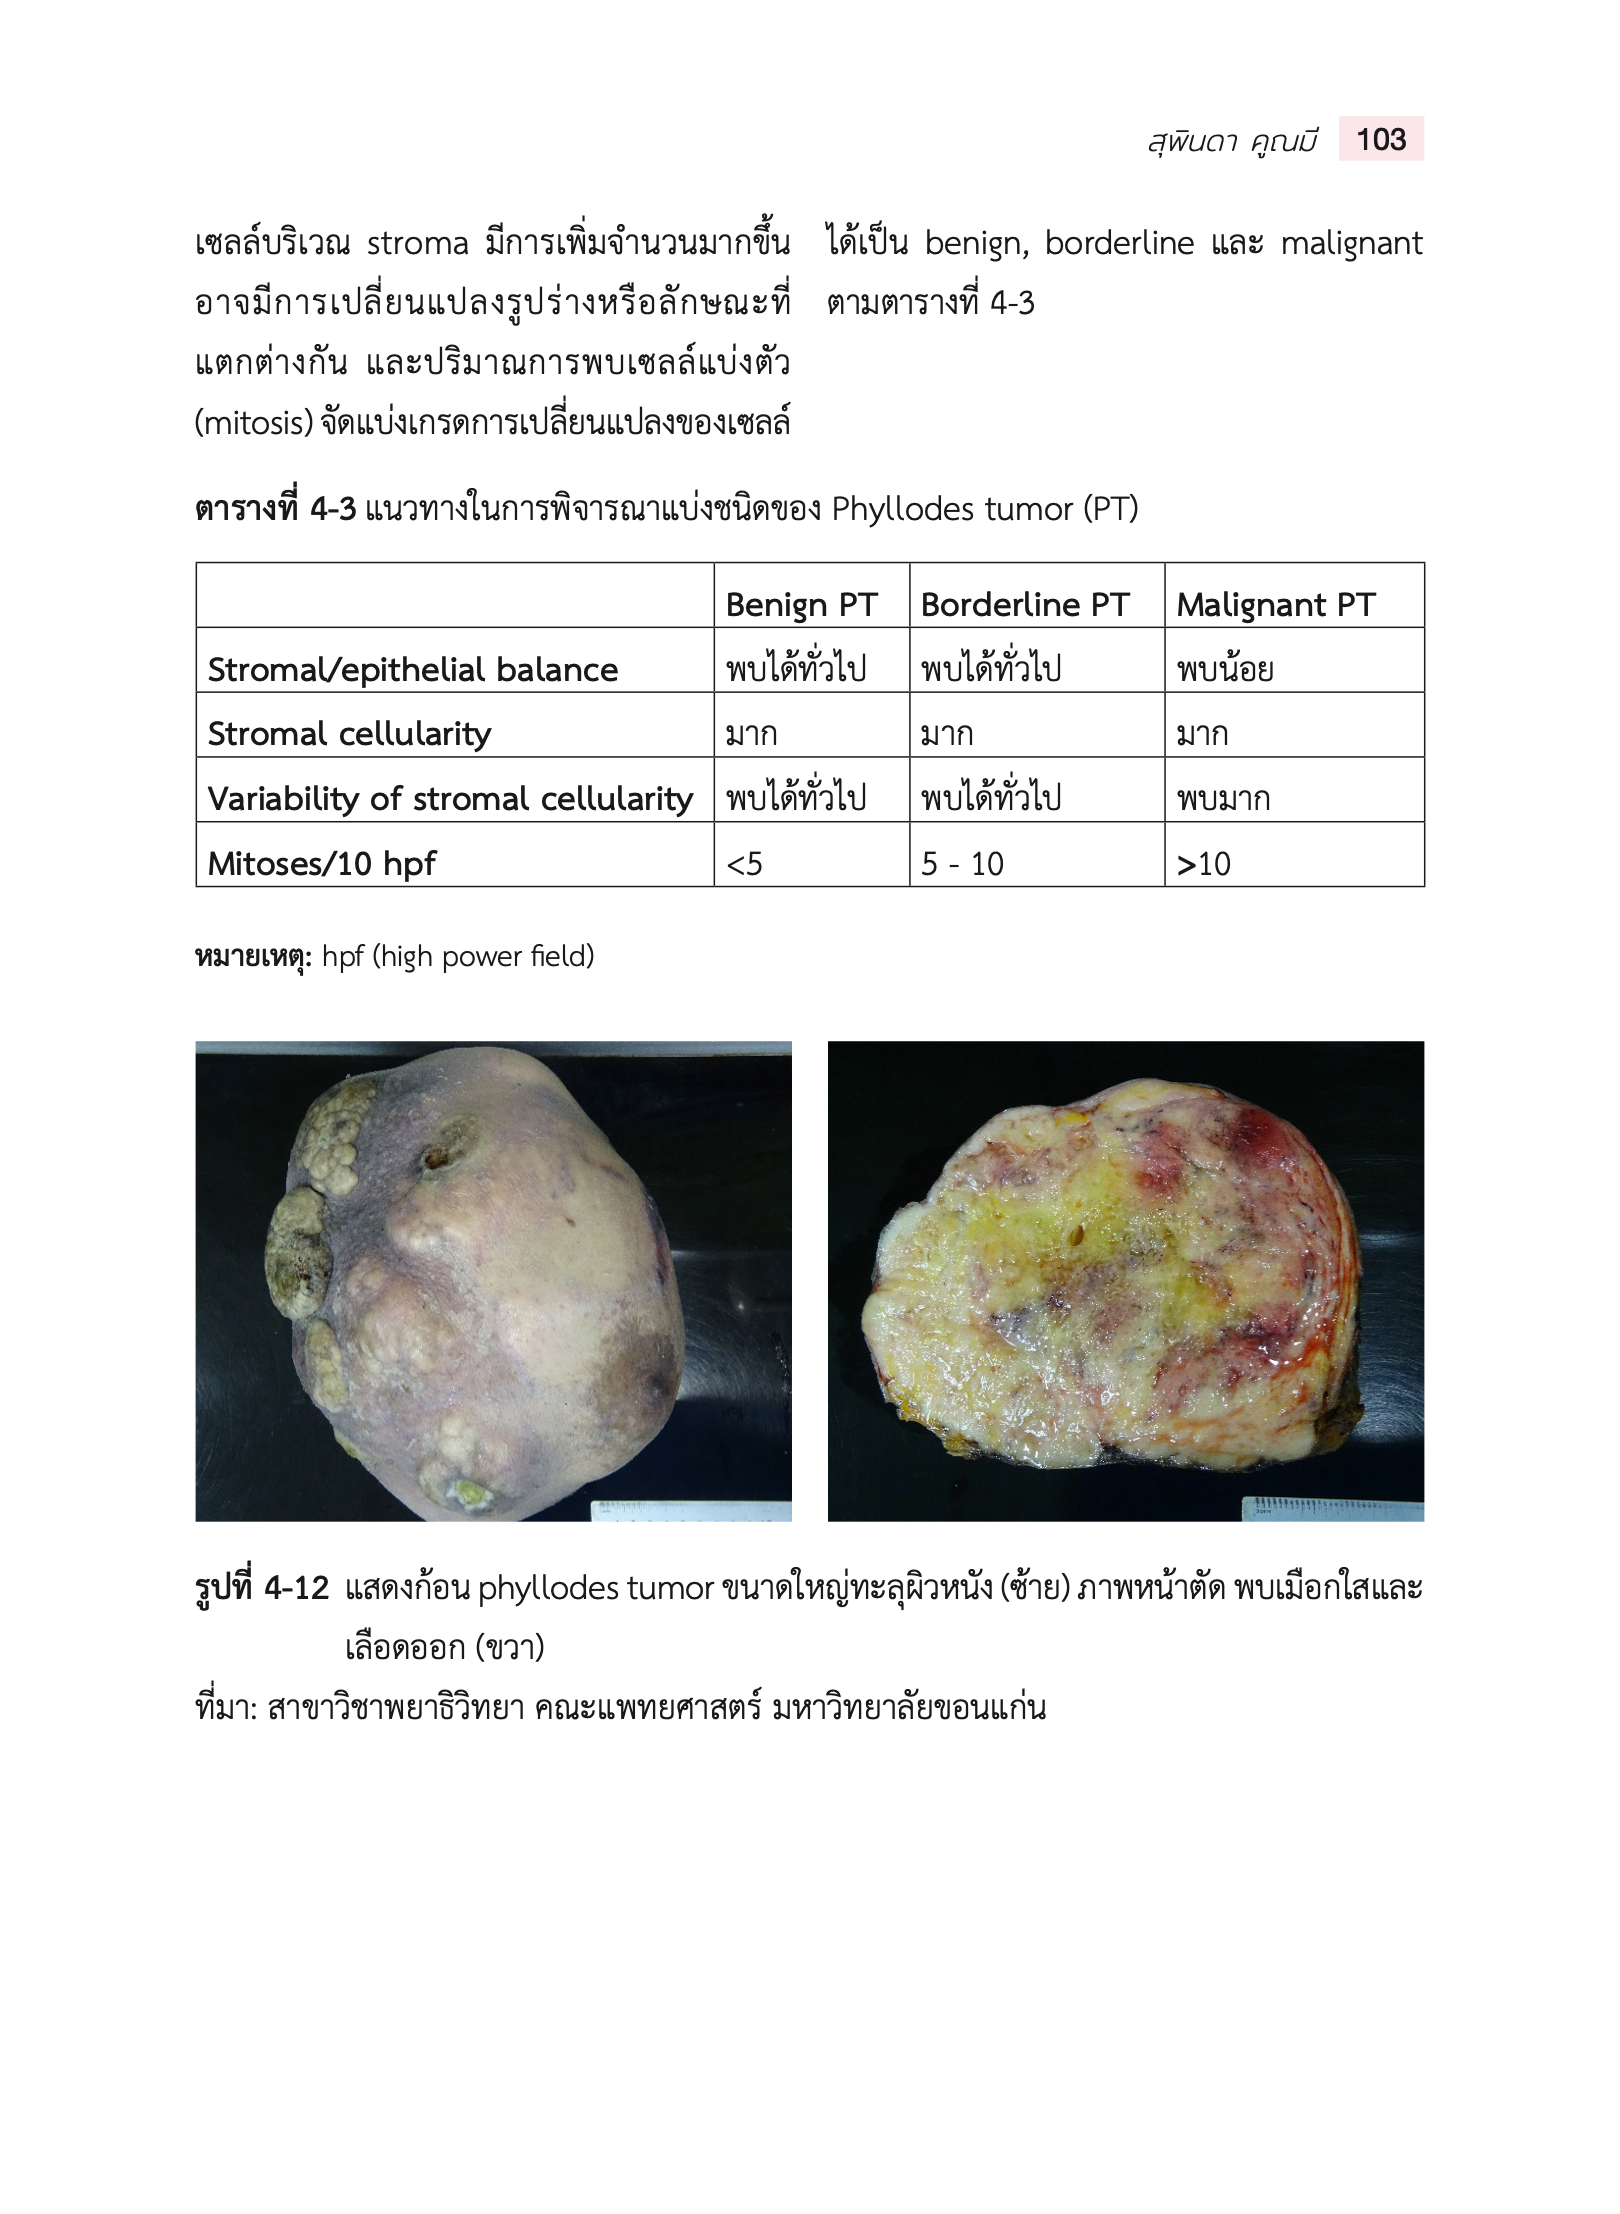 สุพินดา คูณมี 103
เซลล์บริเวณ stroma มีการเพิ่มจำนวนมากขึ้น
อาจมีการเปลี่ยนแปลงรูปร่างหรือลักษณะที่
แตกต่างกัน และปริมาณการพบเซลล์แบ่งตัว
(mitosis) จัดแบ่งเกรดการเปลี่ยนแปลงของเซลล์
ได้เป็น benign, borderline และ malignant
ตามตารางที่ 4-3
ตารางที่ 4-3 แนวทางในการพิจารณาแบ่งชนิดของ Phyllodes tumor (PT)
Benign PT Borderline PT Malignant PT
Stromal/epithelial balance พบได้ทั่วไป พบได้ทั่วไป พบน้อย
Stromal cellularity มาก มาก มาก
Variability of stromal cellularity พบได้ทั่วไป พบได้ทั่วไป พบมาก
Mitoses/10 hpf <5 5 - 10 >10
หมายเหตุ: hpf (high power field)
รูปที่ 4-12 แสดงก้อน phyllodes tumor ขนาดใหญ่ทะลุผิวหนัง (ซ้าย) ภาพหน้าตัด พบเมือกใสและ
เลือดออก (ขวา)
ที่มา: สาขาวิชาพยาธิวิทยา คณะแพทยศาสตร์ มหาวิทยาลัยขอนแก่น